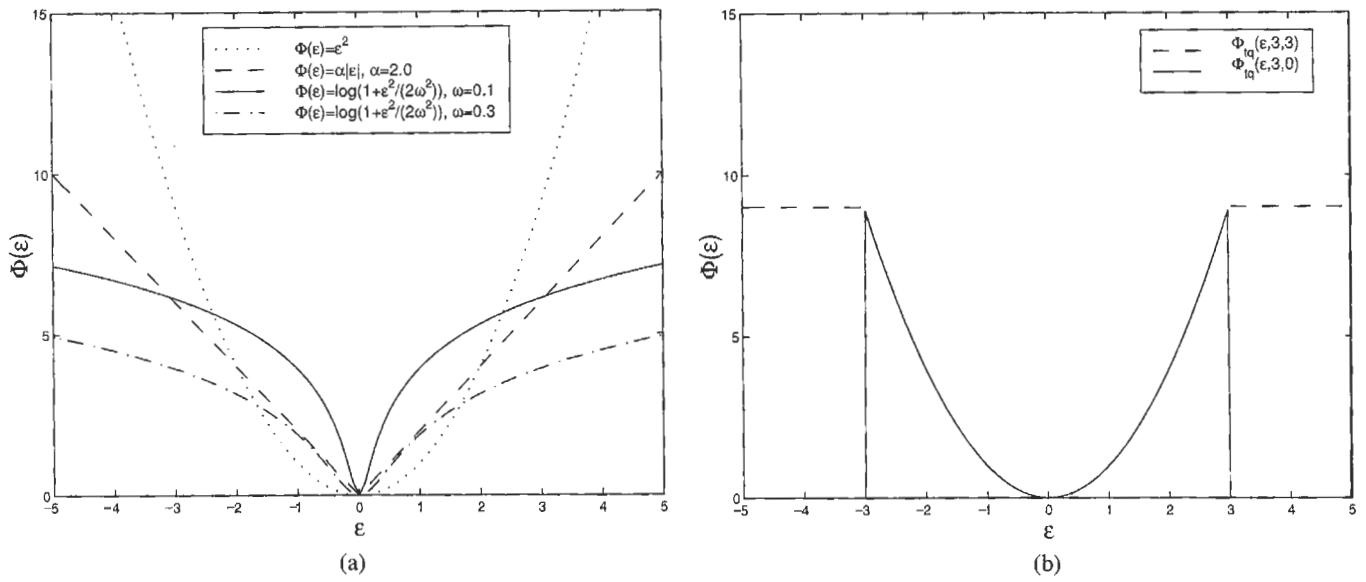 15
10
5
0
Φ(ε)
Φ(ε)=ε²
Φ(ε)=α|ε|, α=2.0
Φ(ε)=log(1+ε²/(2ω²)), ω=0.1
Φ(ε)=log(1+ε²/(2ω²)), ω=0.3
−5 −4 −3 −2 −1 0 1 2 3 4 5
ε
(a)
15
10
5
0
Φ(ε)
Φtq(ε,3,3)
Φtq(ε,3,0)
−5 −4 −3 −2 −1 0 1 2 3 4 5
ε
(b)